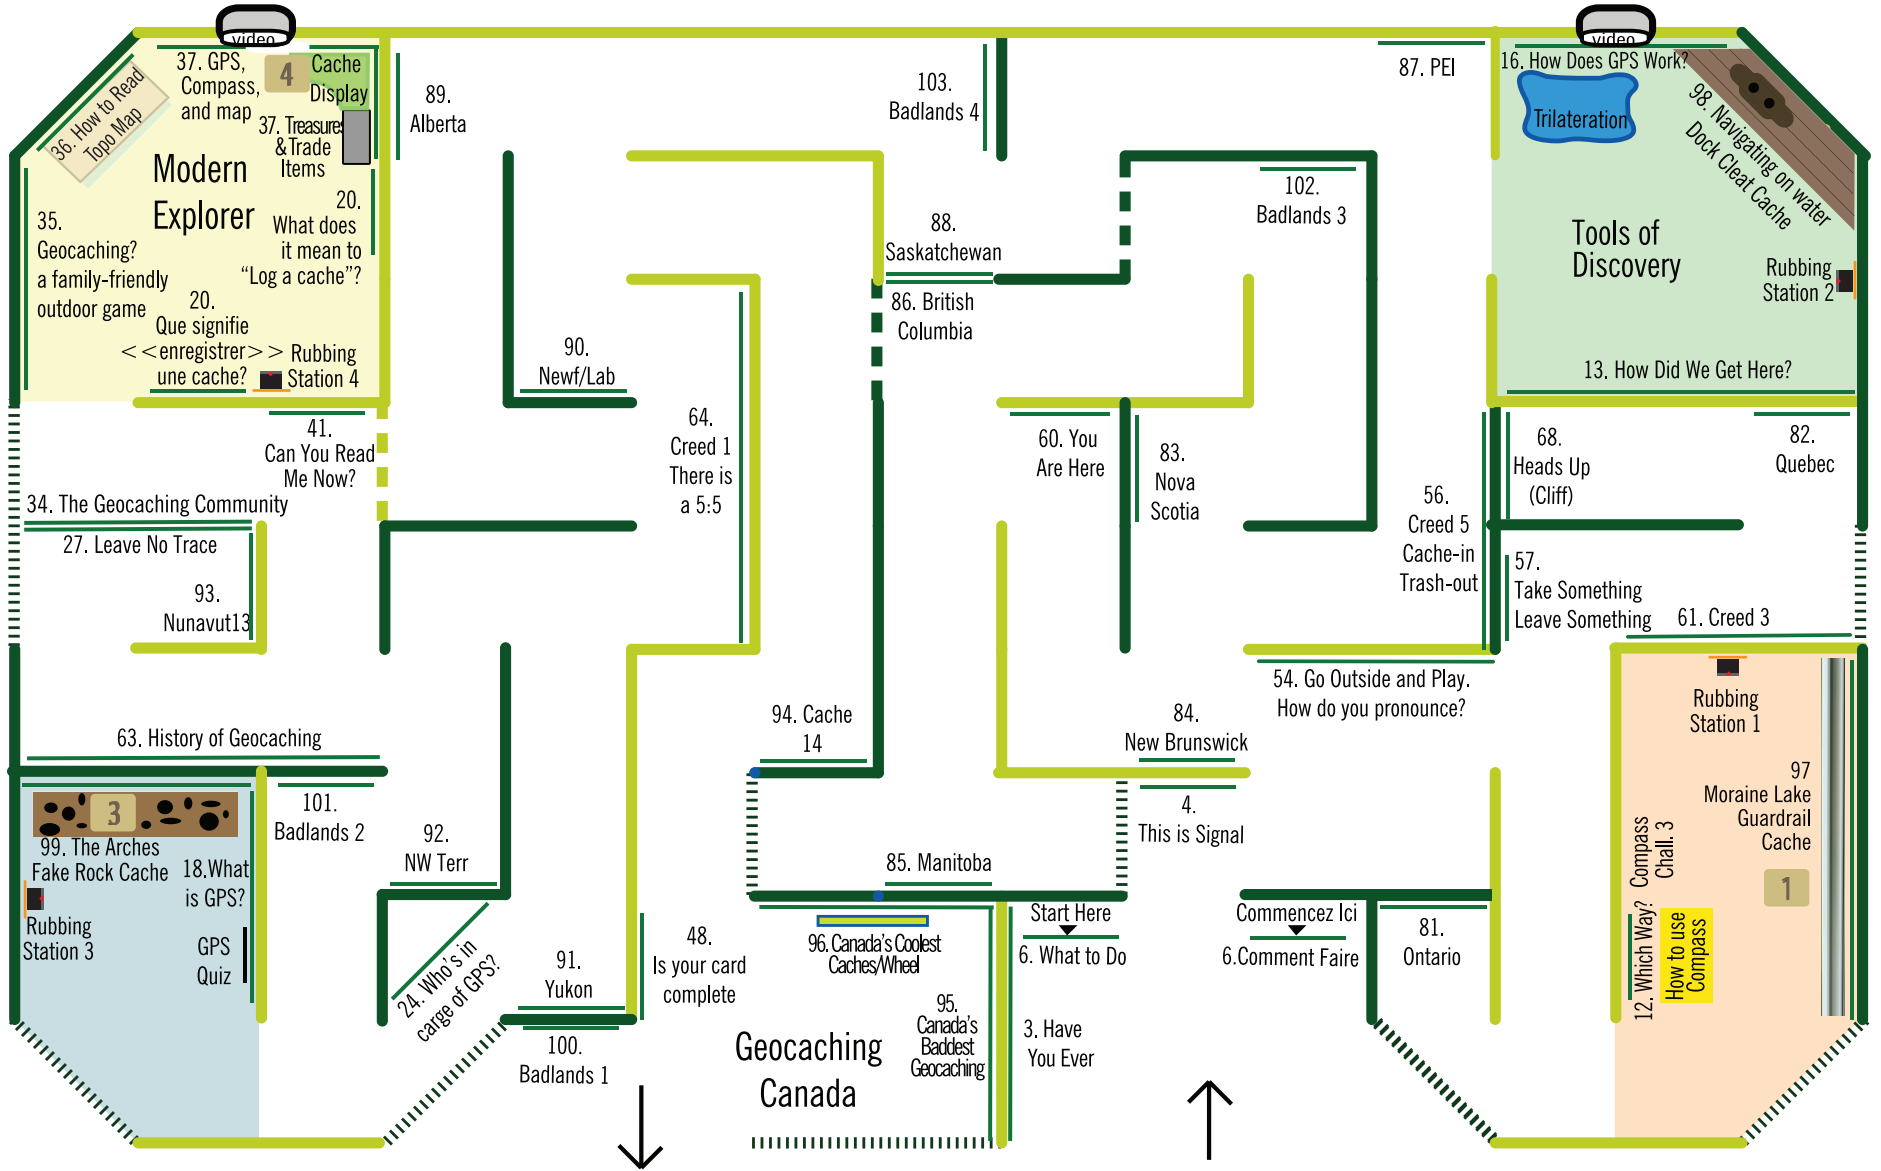 video
37. GPS,
Compass,
and map
4
Cache
Display
36. How to Read
Topo Map
37. Treasures
& Trade
Items
Modern
Explorer
35.
Geocaching?
a family-friendly
outdoor game
20.
What does
it mean to
“Log a cache”?
20.
Que signifie
<<enregistrer>>
une cache?
Rubbing
Station 4
89.
Alberta
103.
Badlands 4
87. PEI
video
16. How Does GPS Work?
Trilateration
98. Navigating on water
Dock Cleat Cache
Tools of
Discovery
Rubbing
Station 2
13. How Did We Get Here?
102.
Badlands 3
88.
Saskatchewan
86. British
Columbia
90.
Newf/Lab
41.
Can You Read
Me Now?
34. The Geocaching Community
27. Leave No Trace
93.
Nunavut13
64.
Creed 1
There is
a 5:5
60. You
Are Here
83.
Nova
Scotia
56.
Creed 5
Cache-in
Trash-out
68.
Heads Up
(Cliff)
82.
Quebec
57.
Take Something
Leave Something
61. Creed 3
54. Go Outside and Play.
How do you pronounce?
63. History of Geocaching
94. Cache
14
84.
New Brunswick
4.
This is Signal
3
99. The Arches
Fake Rock Cache
18.What
is GPS?
Rubbing
Station 3
GPS
Quiz
101.
Badlands 2
92.
NW Terr
24. Who's in
carge of GPS?
91.
Yukon
100.
Badlands 1
48.
Is your card
complete
85. Manitoba
96. Canada's Coolest
Caches/Wheel
95.
Canada's
Baddest
Geocaching
Geocaching
Canada
Start Here
6. What to Do
3. Have
You Ever
Commencez Ici
6.Comment Faire
81.
Ontario
Rubbing
Station 1
97
Moraine Lake
Guardrail
Cache
1
12. Which Way?
Compass
Chall. 3
How to use
Compass